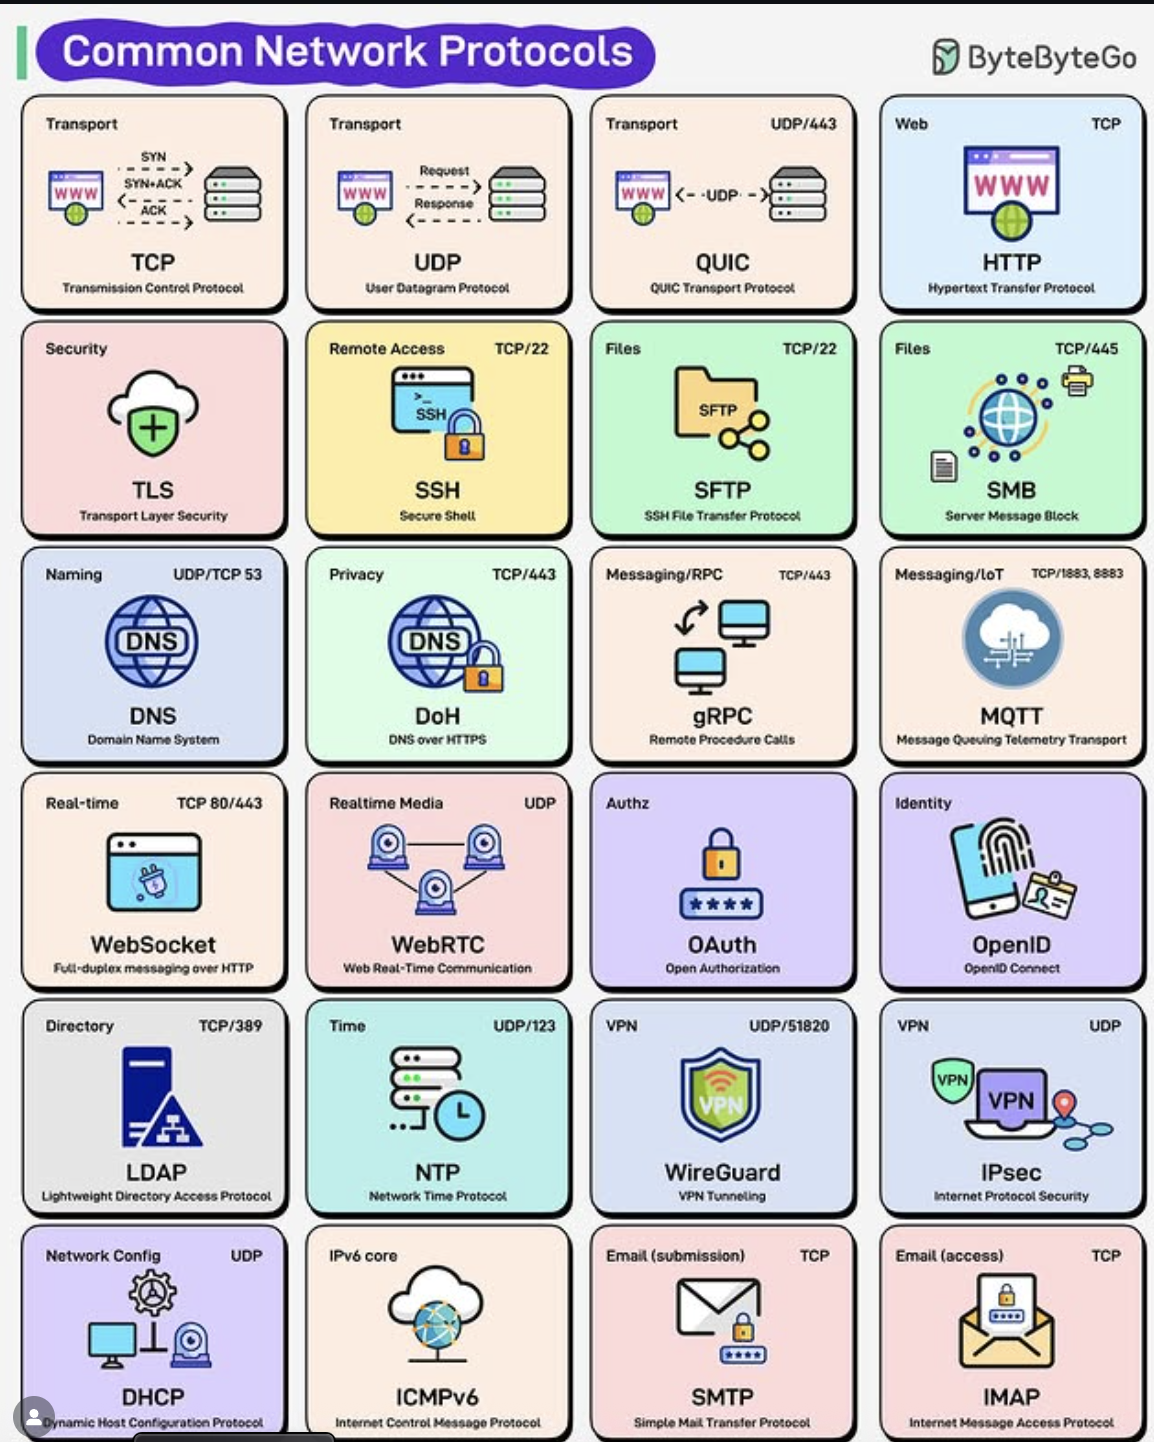 Common Network Protocols
ByteByteGo
Transport
SYN
SYN+ACK
ACK
WWW
TCP
Transmission Control Protocol
Transport
WWW
Request
Response
UDP
User Datagram Protocol
Transport UDP/443
WWW
UDP
QUIC
QUIC Transport Protocol
Web TCP
WWW
HTTP
Hypertext Transfer Protocol
Security
TLS
Transport Layer Security
Remote Access TCP/22
>_
SSH
SSH
Secure Shell
Files TCP/22
SFTP
SFTP
SSH File Transfer Protocol
Files TCP/445
SMB
Server Message Block
Naming UDP/TCP 53
DNS
DNS
Domain Name System
Privacy TCP/443
DNS
DoH
DNS over HTTPS
Messaging/RPC TCP/443
gRPC
Remote Procedure Calls
Messaging/IoT TCP/1883, 8883
MQTT
Message Queuing Telemetry Transport
Real-time TCP 80/443
WebSocket
Full-duplex messaging over HTTP
Realtime Media UDP
WebRTC
Web Real-Time Communication
Authz
****
OAuth
Open Authorization
Identity
OpenID
OpenID Connect
Directory TCP/389
LDAP
Lightweight Directory Access Protocol
Time UDP/123
NTP
Network Time Protocol
VPN UDP/51820
VPN
WireGuard
VPN Tunneling
VPN UDP
VPN
VPN
IPsec
Internet Protocol Security
Network Config UDP
DHCP
Dynamic Host Configuration Protocol
IPv6 core
ICMPv6
Internet Control Message Protocol
Email (submission) TCP
****
SMTP
Simple Mail Transfer Protocol
Email (access) TCP
****
IMAP
Internet Message Access Protocol